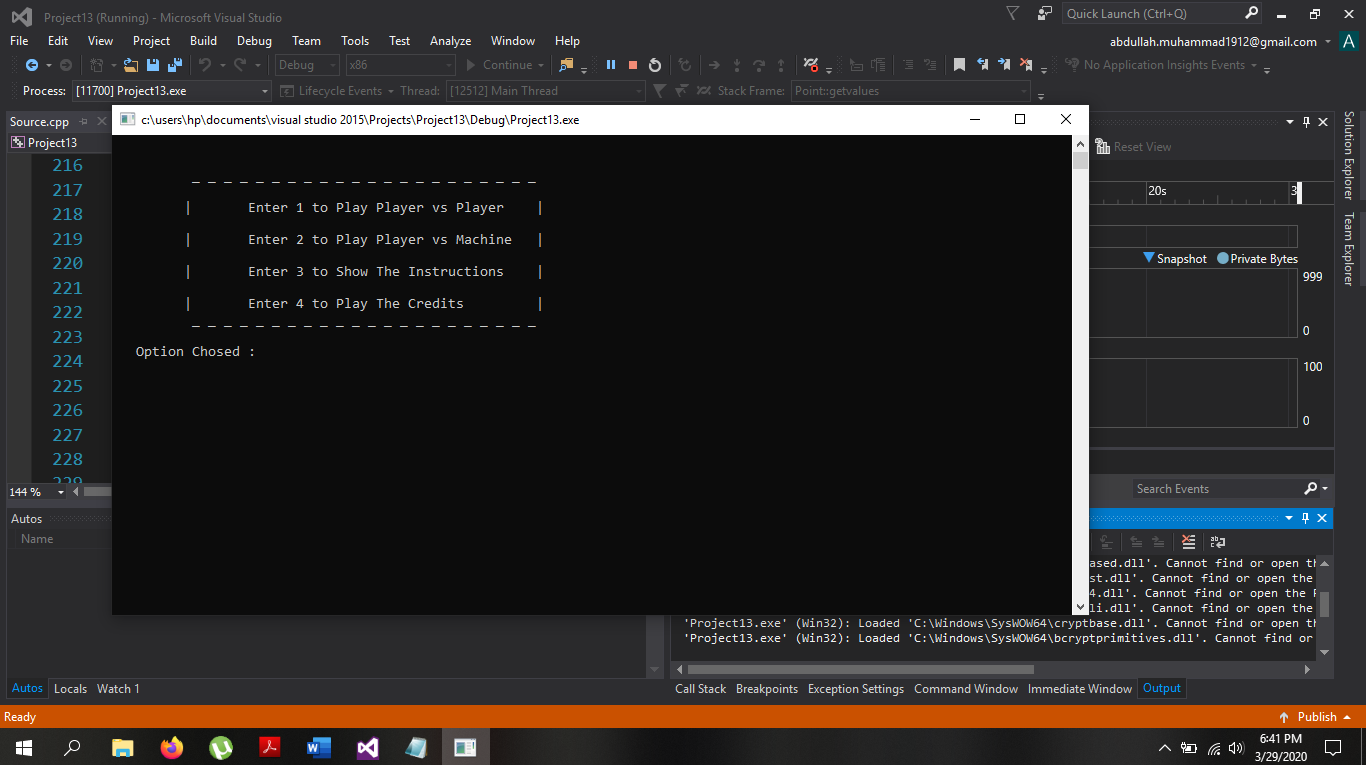 Project13 (Running) - Microsoft Visual Studio
Quick Launch (Ctrl+Q)
File Edit View Project Build Debug Team Tools Test Analyze Window Help
abdullah.muhammad1912@gmail.com A
Debug x86 Continue No Application Insights Events
Process: [11700] Project13.exe Lifecycle Events Thread: [12512] Main Thread Stack Frame: Point::getvalues
Source.cpp
c:\users\hp\documents\visual studio 2015\Projects\Project13\Debug\Project13.exe
Project13
Reset View
Solution Explorer
Team Explorer
216
217
218
219
220
221
222
223
224
225
226
227
228
229
_ _ _ _ _ _ _ _ _ _ _ _ _ _ _ _ _ _ _ _ _ _
| Enter 1 to Play Player vs Player |
| Enter 2 to Play Player vs Machine |
| Enter 3 to Show The Instructions |
| Enter 4 to Play The Credits |
_ _ _ _ _ _ _ _ _ _ _ _ _ _ _ _ _ _ _ _ _ _
Option Chosed :
20s 3
Snapshot Private Bytes
999
0
100
0
144 %
Search Events
Autos
Name
ased.dll'. Cannot find or open th
st.dll'. Cannot find or open the
4.dll'. Cannot find or open the P
li.dll'. Cannot find or open the
'Project13.exe' (Win32): Loaded 'C:\Windows\SysWOW64\cryptbase.dll'. Cannot find or open th
'Project13.exe' (Win32): Loaded 'C:\Windows\SysWOW64\bcryptprimitives.dll'. Cannot find or
Autos Locals Watch 1
Call Stack Breakpoints Exception Settings Command Window Immediate Window Output
Ready
Publish
6:41 PM
3/29/2020